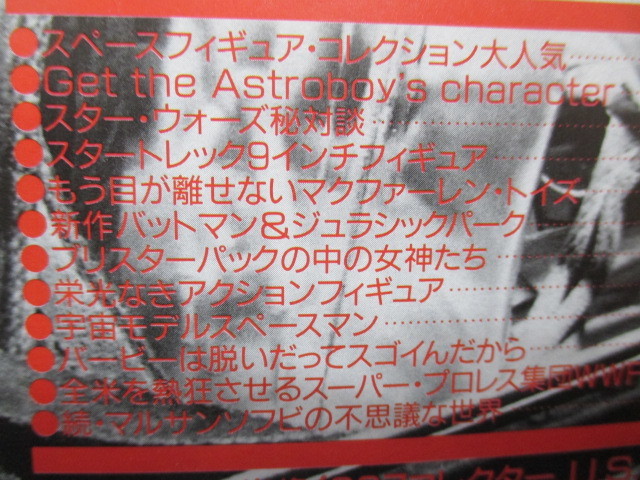 ●スペースフィギュア・コレクション大人気………
●Get the Astroboy's character
●スター・ウォーズ秘対談………
●スタートレック9インチフィギュア………
●もう目が離せないマクファーレン・トイズ
●新作バットマン&ジュラシックパーク………
●ブリスターパックの中の女神たち………
●栄光なきアクションフィギュア………
●宇宙モデルスペースマン………
●バービーは脱いだってスゴイんだから………
●全米を熱狂させるスーパー・プロレス集団WWF
●続・マルサンソフビの不思議な世界………
コレクター U.S